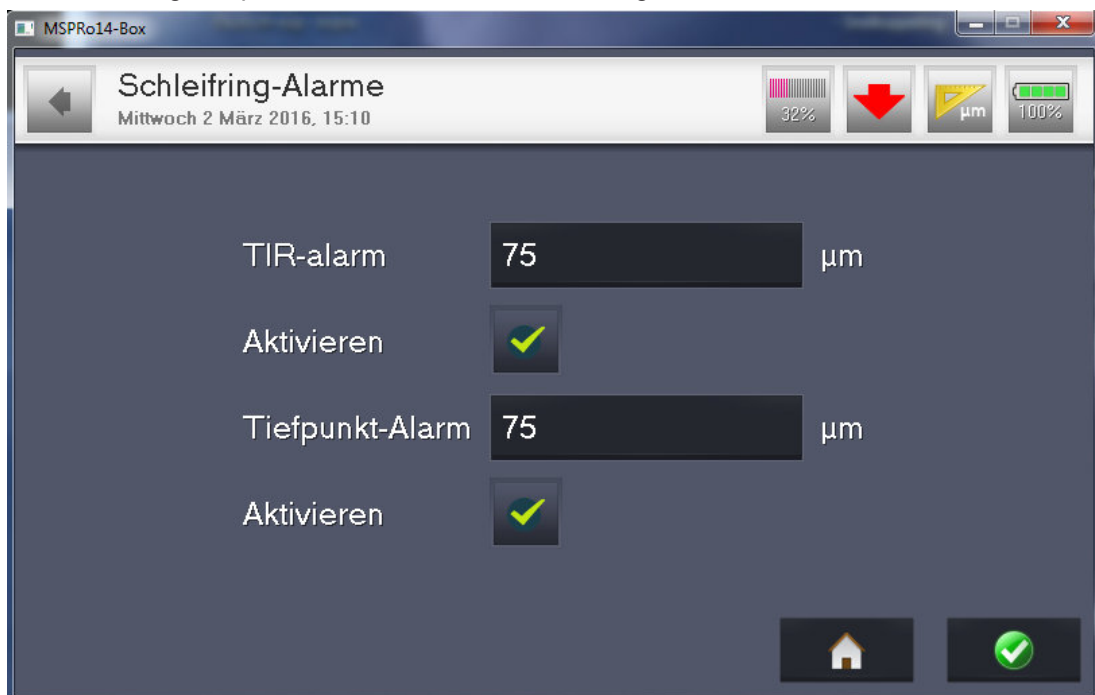 MSPRo14-Box
Schleifring-Alarme
Mittwoch 2 März 2016, 15:10
32%
µm
100%
TIR-alarm 75 µm
Aktivieren
Tiefpunkt-Alarm 75 µm
Aktivieren